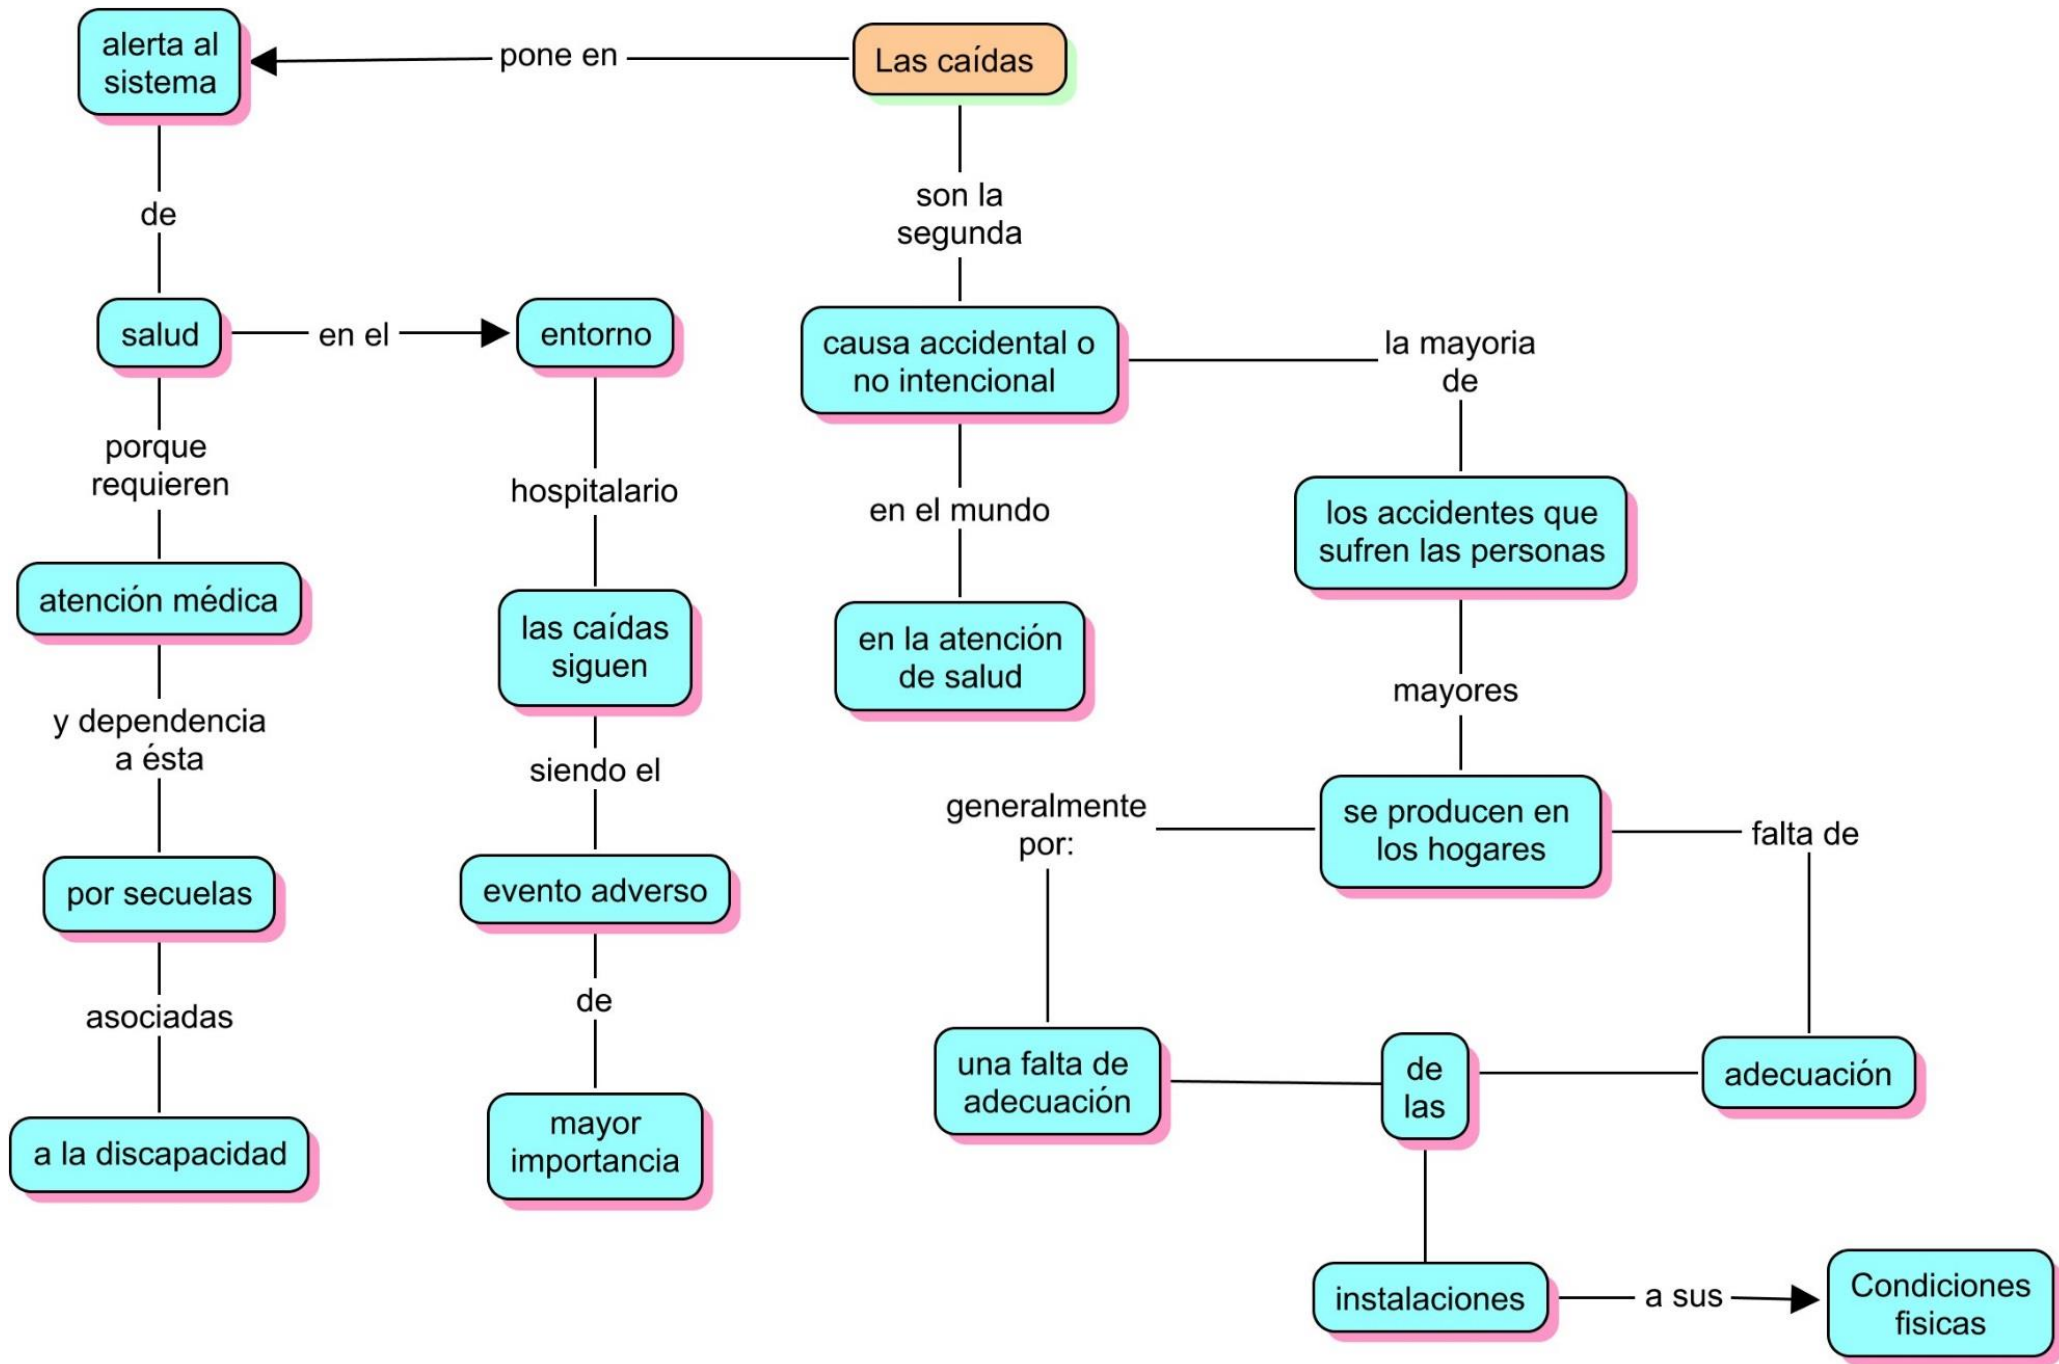 alerta al
sistema
pone en
Las caídas
de
son la
segunda
salud
en el
entorno
causa accidental o
no intencional
la mayoria
de
porque
requieren
hospitalario
en el mundo
los accidentes que
sufren las personas
atención médica
las caídas
siguen
en la atención
de salud
mayores
y dependencia
a ésta
siendo el
generalmente
por:
se producen en
los hogares
falta de
por secuelas
evento adverso
asociadas
de
una falta de
adecuación
de
las
adecuación
a la discapacidad
mayor
importancia
instalaciones
a sus
Condiciones
fisicas